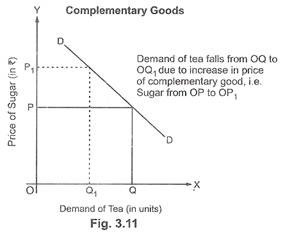 Y Complementary Goods
D
P1
P
Price of Sugar (in ₹)
Demand of tea falls from OQ to
OQ1 due to increase in price
of complementary good, i.e.
Sugar from OP to OP1
D
O Q1 Q X
Demand of Tea (in units)
Fig. 3.11